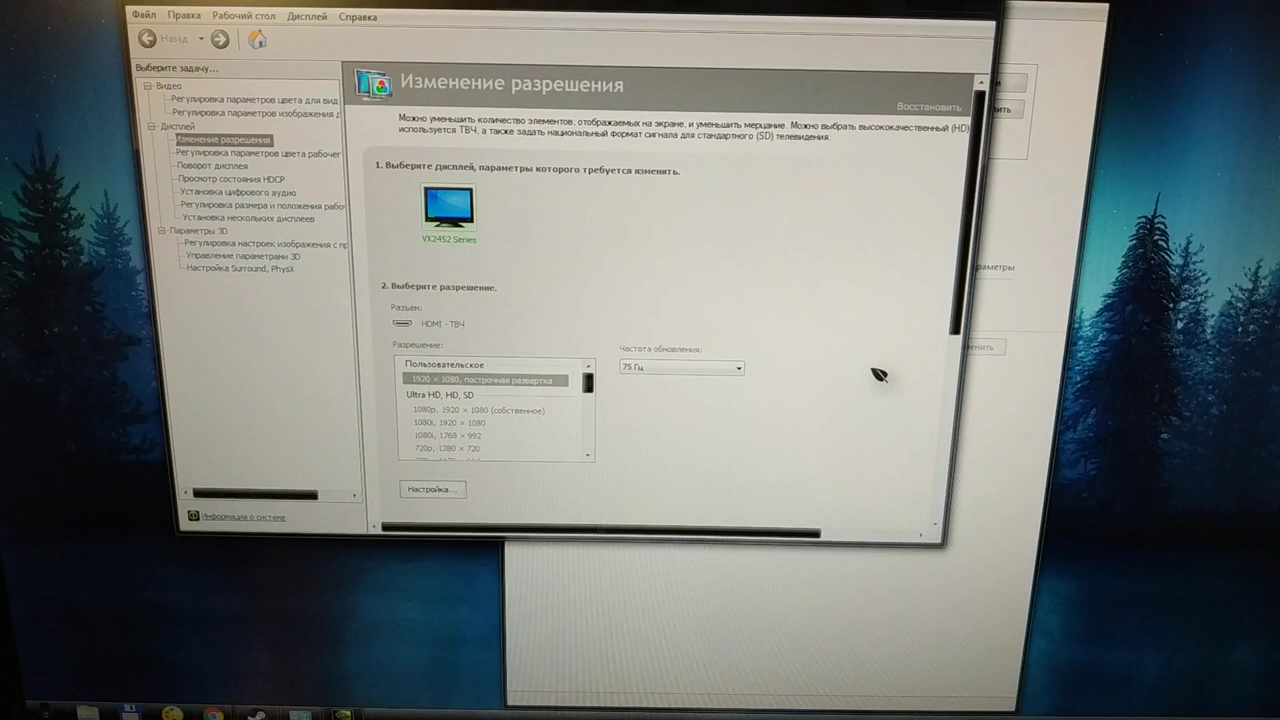 Файл Правка Рабочий стол Дисплей Справка
Назад
Выберите задачу...
Видео
Регулировка параметров цвета для вид
Регулировка параметров изображения д
Дисплей
Изменение разрешения
Регулировка параметров цвета рабочег
Поворот дисплея
Просмотр состояния HDCP
Установка цифрового аудио
Регулировка размера и положения рабо
Установка нескольких дисплеев
Параметры 3D
Регулировка настроек изображения с пр
Управление параметрами 3D
Настройка Surround, PhysX
Информация о системе
Изменение разрешения
Восстановить
Можно уменьшить количество элементов, отображаемых на экране, и уменьшить мерцание. Можно выбрать высококачественный (HD)
используется ТВЧ, а также задать национальный формат сигнала для стандартного (SD) телевидения.
1. Выберите дисплей, параметры которого требуется изменить.
VX2452 Series
2. Выберите разрешение.
Разъем:
HDMI - ТВЧ
Разрешение:
Частота обновления:
Пользовательское
75 Гц
1920 × 1080, построчная развертка
Ultra HD, HD, SD
1080p, 1920 × 1080 (собственное)
1080i, 1920 × 1080
1080i, 1768 × 992
720p, 1280 × 720
Настройка...
раметры
енить